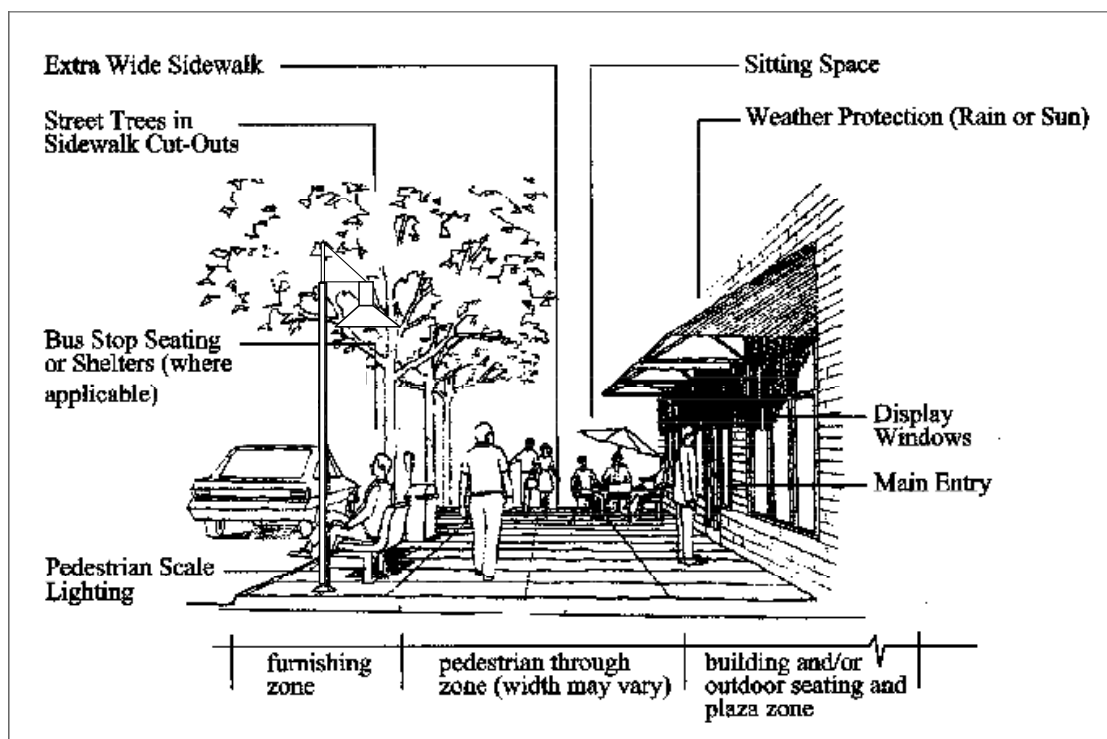 Extra Wide Sidewalk
Street Trees in
Sidewalk Cut-Outs
Bus Stop Seating
or Shelters (where
applicable)
Pedestrian Scale
Lighting
Sitting Space
Weather Protection (Rain or Sun)
Display
Windows
Main Entry
furnishing
zone
pedestrian through
zone (width may vary)
building and/or
outdoor seating and
plaza zone